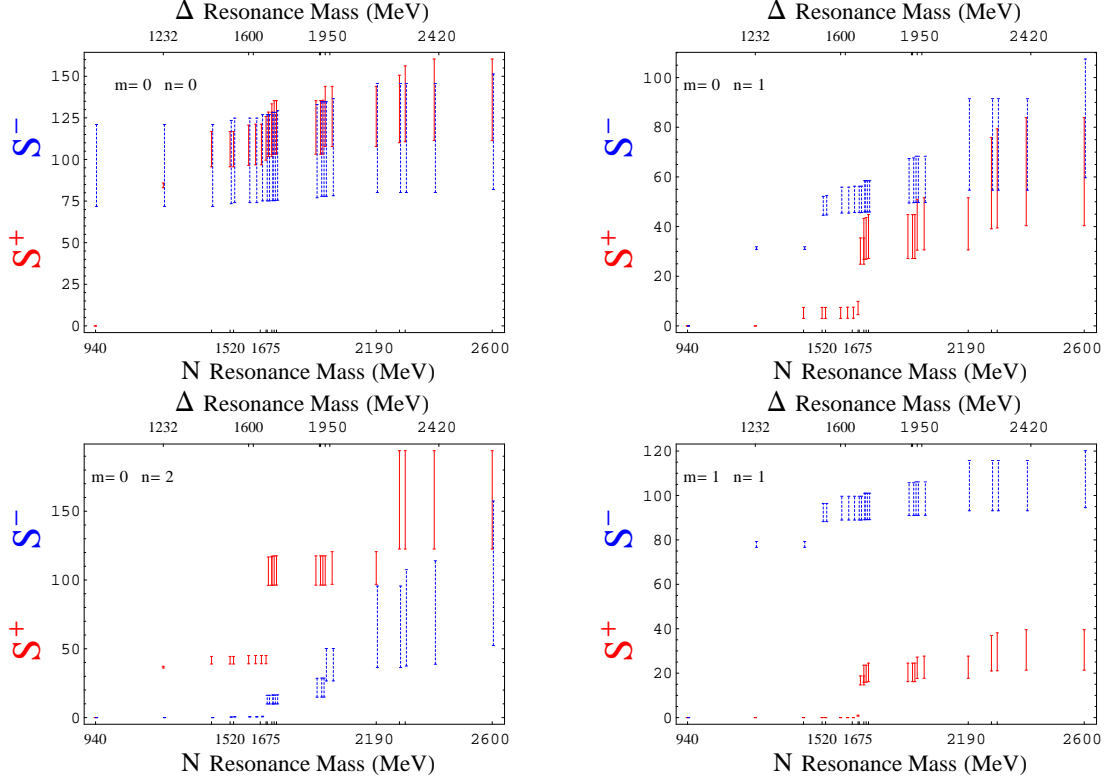 Δ Resonance Mass (MeV)
1232 1600 1950 2420
150
125
100
75
50
25
0
m= 0 n= 0
S⁺ S⁻
940 1520 1675 2190 2600
N Resonance Mass (MeV)
Δ Resonance Mass (MeV)
1232 1600 1950 2420
100
80
60
40
20
0
m= 0 n= 1
S⁺ S⁻
940 1520 1675 2190 2600
N Resonance Mass (MeV)
Δ Resonance Mass (MeV)
1232 1600 1950 2420
150
100
50
0
m= 0 n= 2
S⁺ S⁻
940 1520 1675 2190 2600
N Resonance Mass (MeV)
Δ Resonance Mass (MeV)
1232 1600 1950 2420
120
100
80
60
40
20
0
m= 1 n= 1
S⁺ S⁻
940 1520 1675 2190 2600
N Resonance Mass (MeV)